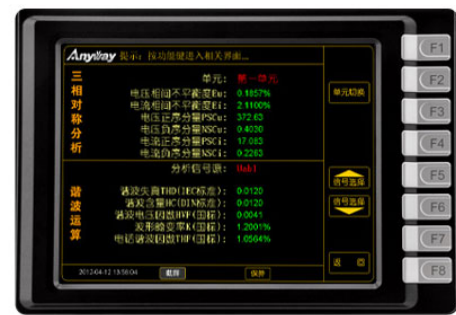 Anyway 提示：按功能键进入相关界面...
三相对称分析
单元： 第一单元
电压相间不平衡度Eu： 0.1857%
电流相间不平衡度Ei： 2.1100%
电压正序分量PSCu： 372.63
电压负序分量NSCu： 0.4030
电流正序分量PSCi： 17.083
电流负序分量NSCi： 0.2263
谐波运算
分析信号源： Uab1
谐波失真THD(IEC标准)： 0.0120
谐波含量HC(DIN标准)： 0.0120
谐波电压因数HVF(国标)： 0.0041
波形畸变率K(国标)： 1.2001%
电话谐波因数THF(国标)： 1.0564%
单元切换
信号选择
信号选择
返 回
2012-04-12 13:56:04 截屏 保持
F1
F2
F3
F4
F5
F6
F7
F8